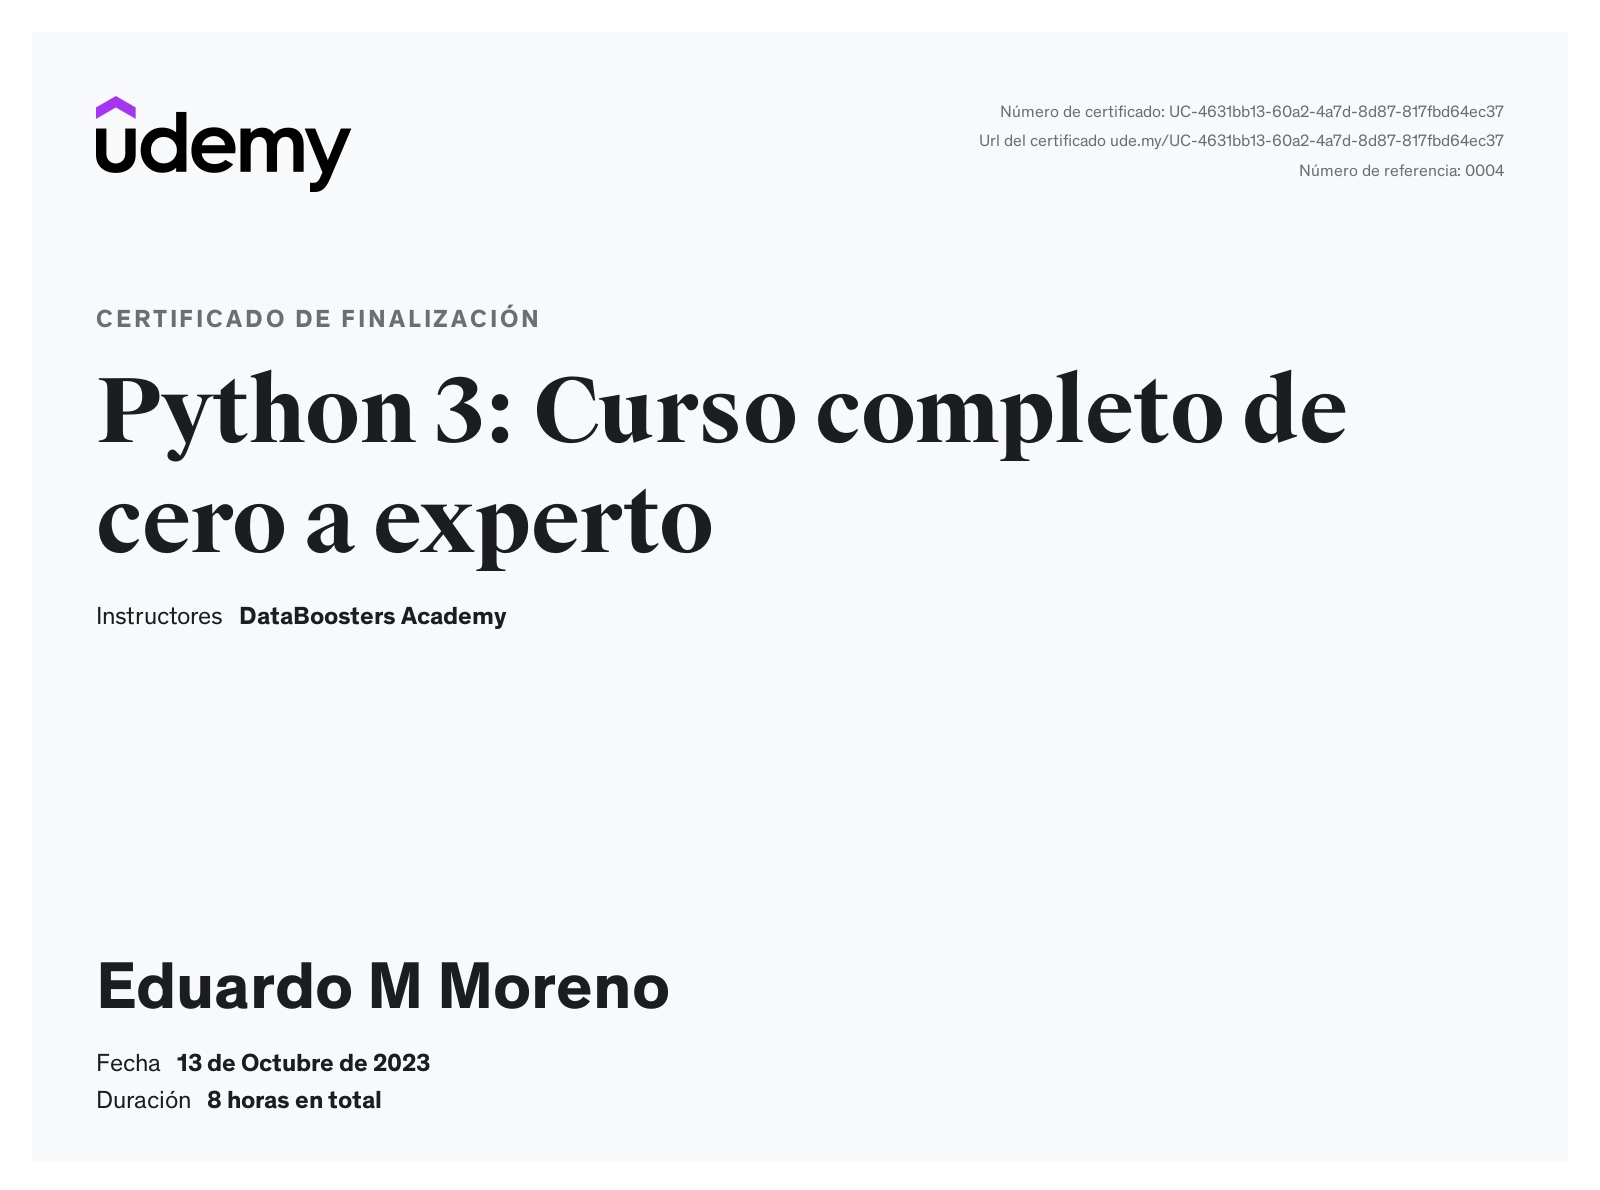 udemy
Número de certificado: UC-4631bb13-60a2-4a7d-8d87-817fbd64ec37
Url del certificado ude.my/UC-4631bb13-60a2-4a7d-8d87-817fbd64ec37
Número de referencia: 0004
CERTIFICADO DE FINALIZACIÓN
Python 3: Curso completo de
cero a experto
Instructores DataBoosters Academy
Eduardo M Moreno
Fecha 13 de Octubre de 2023
Duración 8 horas en total